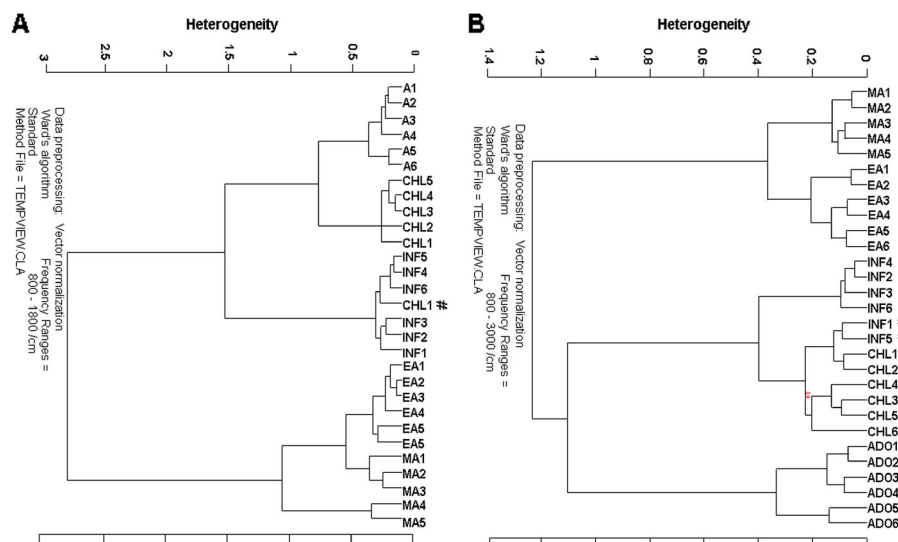 A
Heterogeneity
3
2.5
2
1.5
1
0.5
0
A1
A2
A3
A4
A5
A6
CHL5
CHL4
CHL3
CHL2
CHL1
INF5
INF4
INF6
CHL1 #
INF3
INF2
INF1
EA1
EA2
EA3
EA4
EA5
EA5
MA1
MA2
MA3
MA4
MA5
Data preprocessing: Vector normalization
Ward's algorithm Frequency Ranges =
Standard 800 - 1800 /cm
Method File = TEMPVIEW.CLA
B
Heterogeneity
1.4
1.2
1
0.8
0.6
0.4
0.2
0
MA1
MA2
MA3
MA4
MA5
EA1
EA2
EA3
EA4
EA5
EA6
INF4
INF2
INF3
INF6
INF1
INF5
CHL1
CHL2
CHL4
CHL3
CHL5
CHL6
ADO1
ADO2
ADO3
ADO4
ADO5
ADO6
Data preprocessing: Vector normalization
Ward's algorithm Frequency Ranges =
Standard 800 - 3000 /cm
Method File = TEMPVIEW.CLA